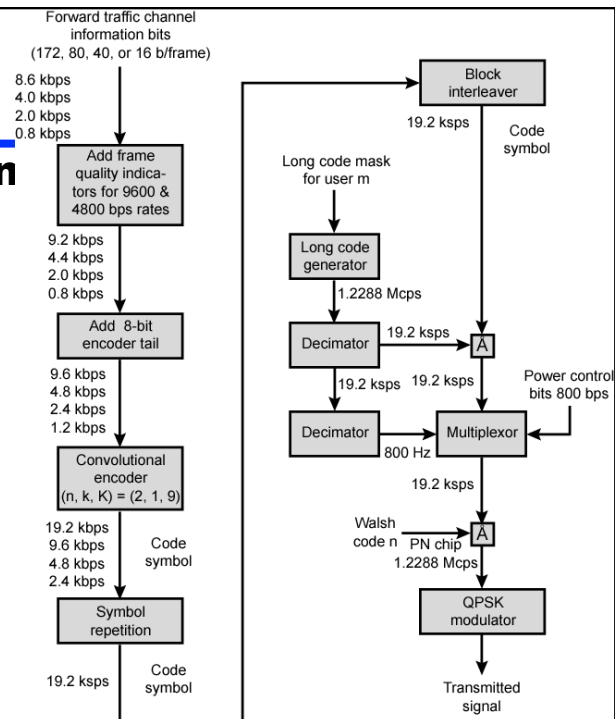 Forward traffic channel
information bits
(172, 80, 40, or 16 b/frame)
8.6 kbps
4.0 kbps
2.0 kbps
0.8 kbps
n
Add frame
quality indica-
tors for 9600 &
4800 bps rates
9.2 kbps
4.4 kbps
2.0 kbps
0.8 kbps
Add 8-bit
encoder tail
9.6 kbps
4.8 kbps
2.4 kbps
1.2 kbps
Convolutional
encoder
(n, k, K) = (2, 1, 9)
19.2 kbps
9.6 kbps
4.8 kbps
2.4 kbps
Code
symbol
Symbol
repetition
19.2 ksps
Code
symbol
Block
interleaver
19.2 ksps
Code
symbol
Long code mask
for user m
Long code
generator
1.2288 Mcps
Decimator
19.2 ksps
Å
19.2 ksps
19.2 ksps
Power control
bits 800 bps
Decimator
800 Hz
Multiplexor
19.2 ksps
Walsh
code n
PN chip
Å
1.2288 Mcps
QPSK
modulator
Transmitted
signal